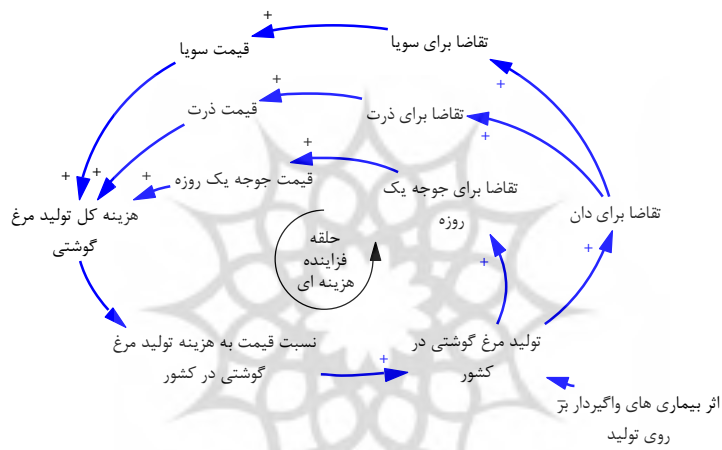 تقاضا برای سویا
+
قیمت سویا
+
تقاضا برای ذرت
+
قیمت ذرت
+
تقاضا برای جوجه یک
روزه
+
قیمت جوجه یک روزه
+
+
+
+
هزینه کل تولید مرغ
گوشتی
تقاضا برای دان
+
+
حلقه
فزاینده
هزینه ای
نسبت قیمت به هزینه تولید مرغ
گوشتی در کشور
+
تولید مرغ گوشتی در
کشور
-
اثر بیماری های واگیردار بر
روی تولید